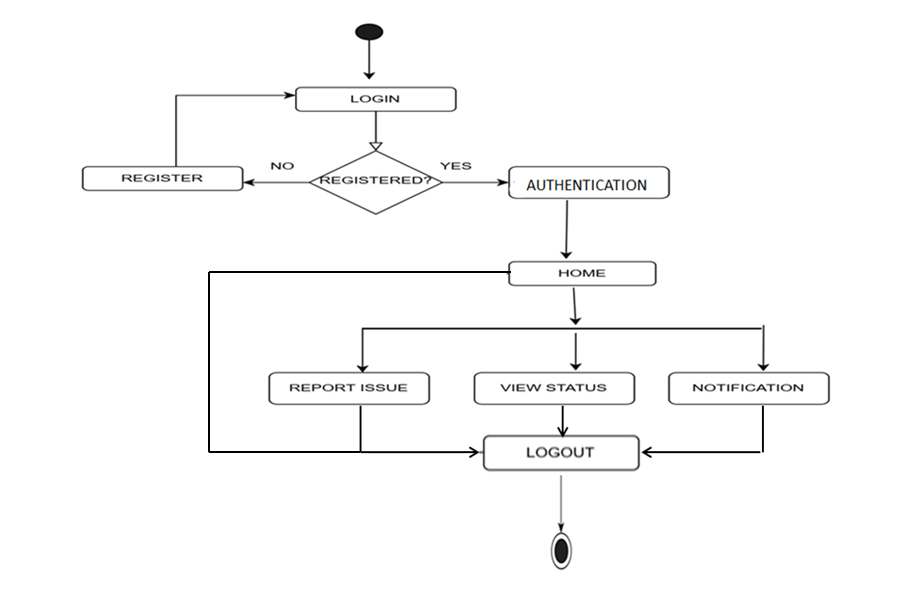 LOGIN
NO
YES
REGISTER
REGISTERED?
AUTHENTICATION
HOME
REPORT ISSUE
VIEW STATUS
NOTIFICATION
LOGOUT